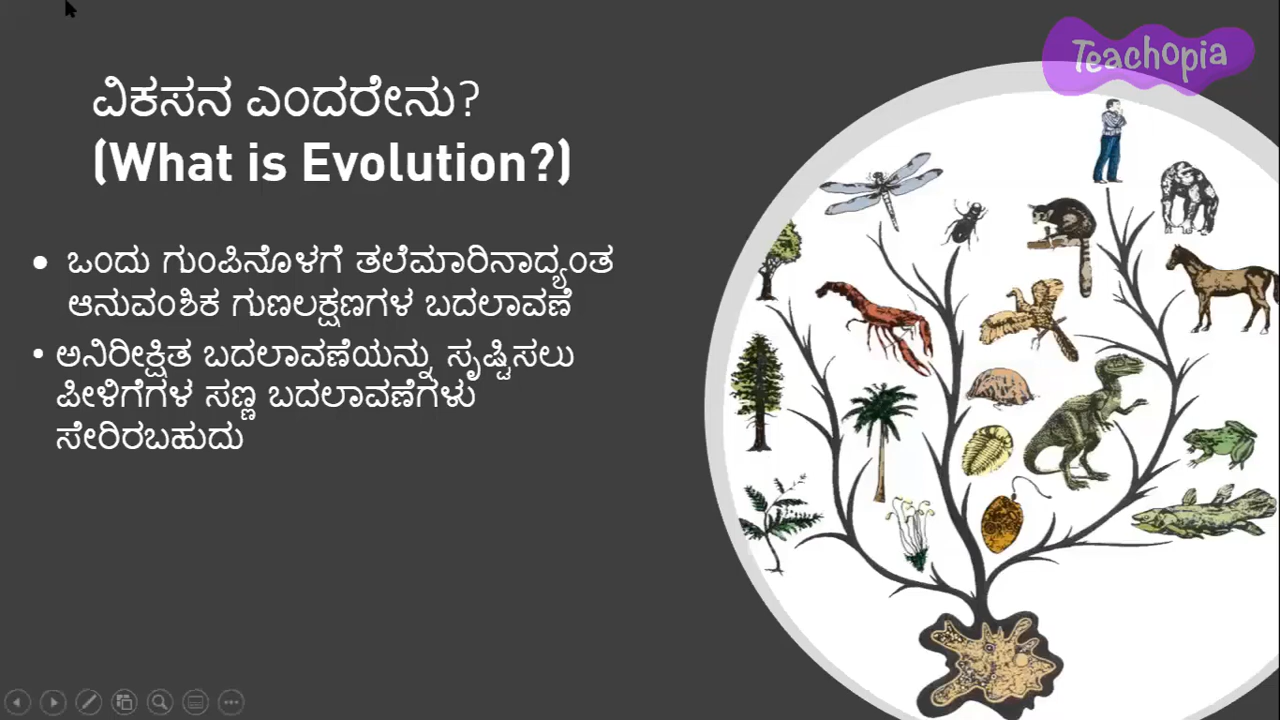 Teachopia
ವಿಕಸನ ಎಂದರೇನು?
(What is Evolution?)
• ಒಂದು ಗುಂಪಿನೊಳಗೆ ತಲೆಮಾರಿನಾದ್ಯಂತ
ಆನುವಂಶಿಕ ಗುಣಲಕ್ಷಣಗಳ ಬದಲಾವಣೆ
• ಅನಿರೀಕ್ಷಿತ ಬದಲಾವಣೆಯನ್ನು ಸೃಷ್ಟಿಸಲು
ಪೀಳಿಗೆಗಳ ಸಣ್ಣ ಬದಲಾವಣೆಗಳು
ಸೇರಿರಬಹುದು